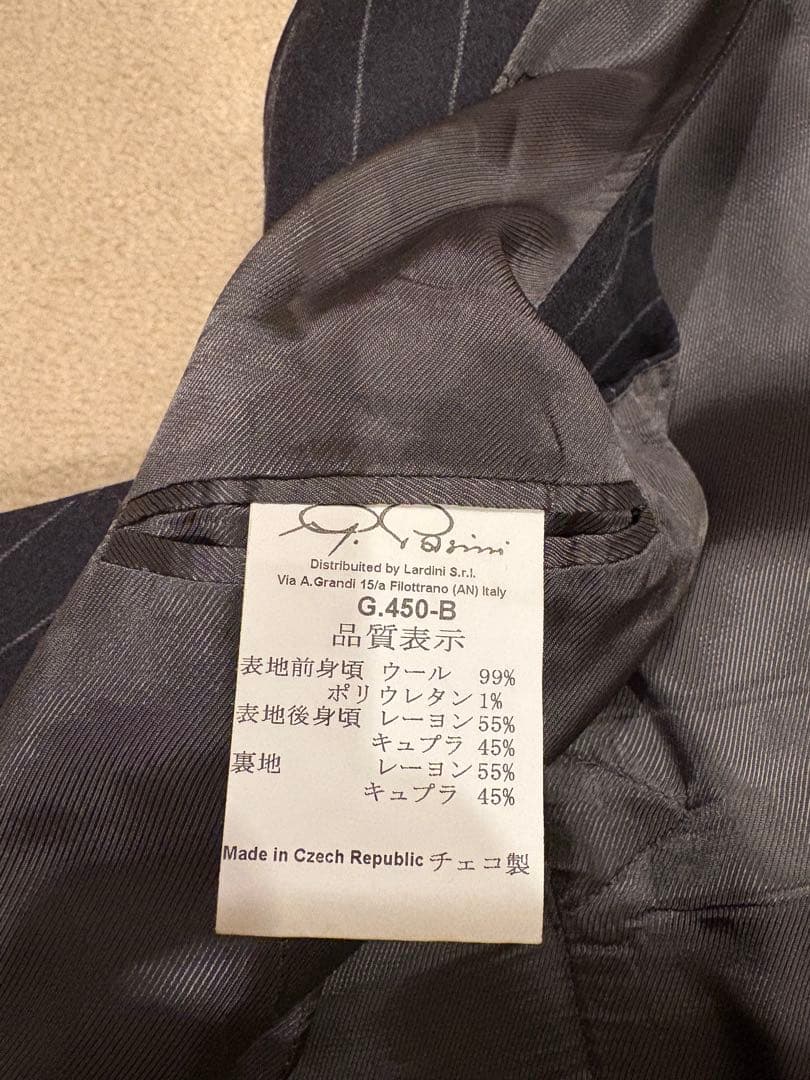 G. Pasini
Distribuited by Lardini S.r.l.
Via A.Grandi 15/a Filottrano (AN) Italy
G.450-B
品質表示
表地前身頃 ウール 99%
ポリウレタン 1%
表地後身頃 レーヨン 55%
キュプラ 45%
裏地 レーヨン 55%
キュプラ 45%
Made in Czech Republic チェコ製